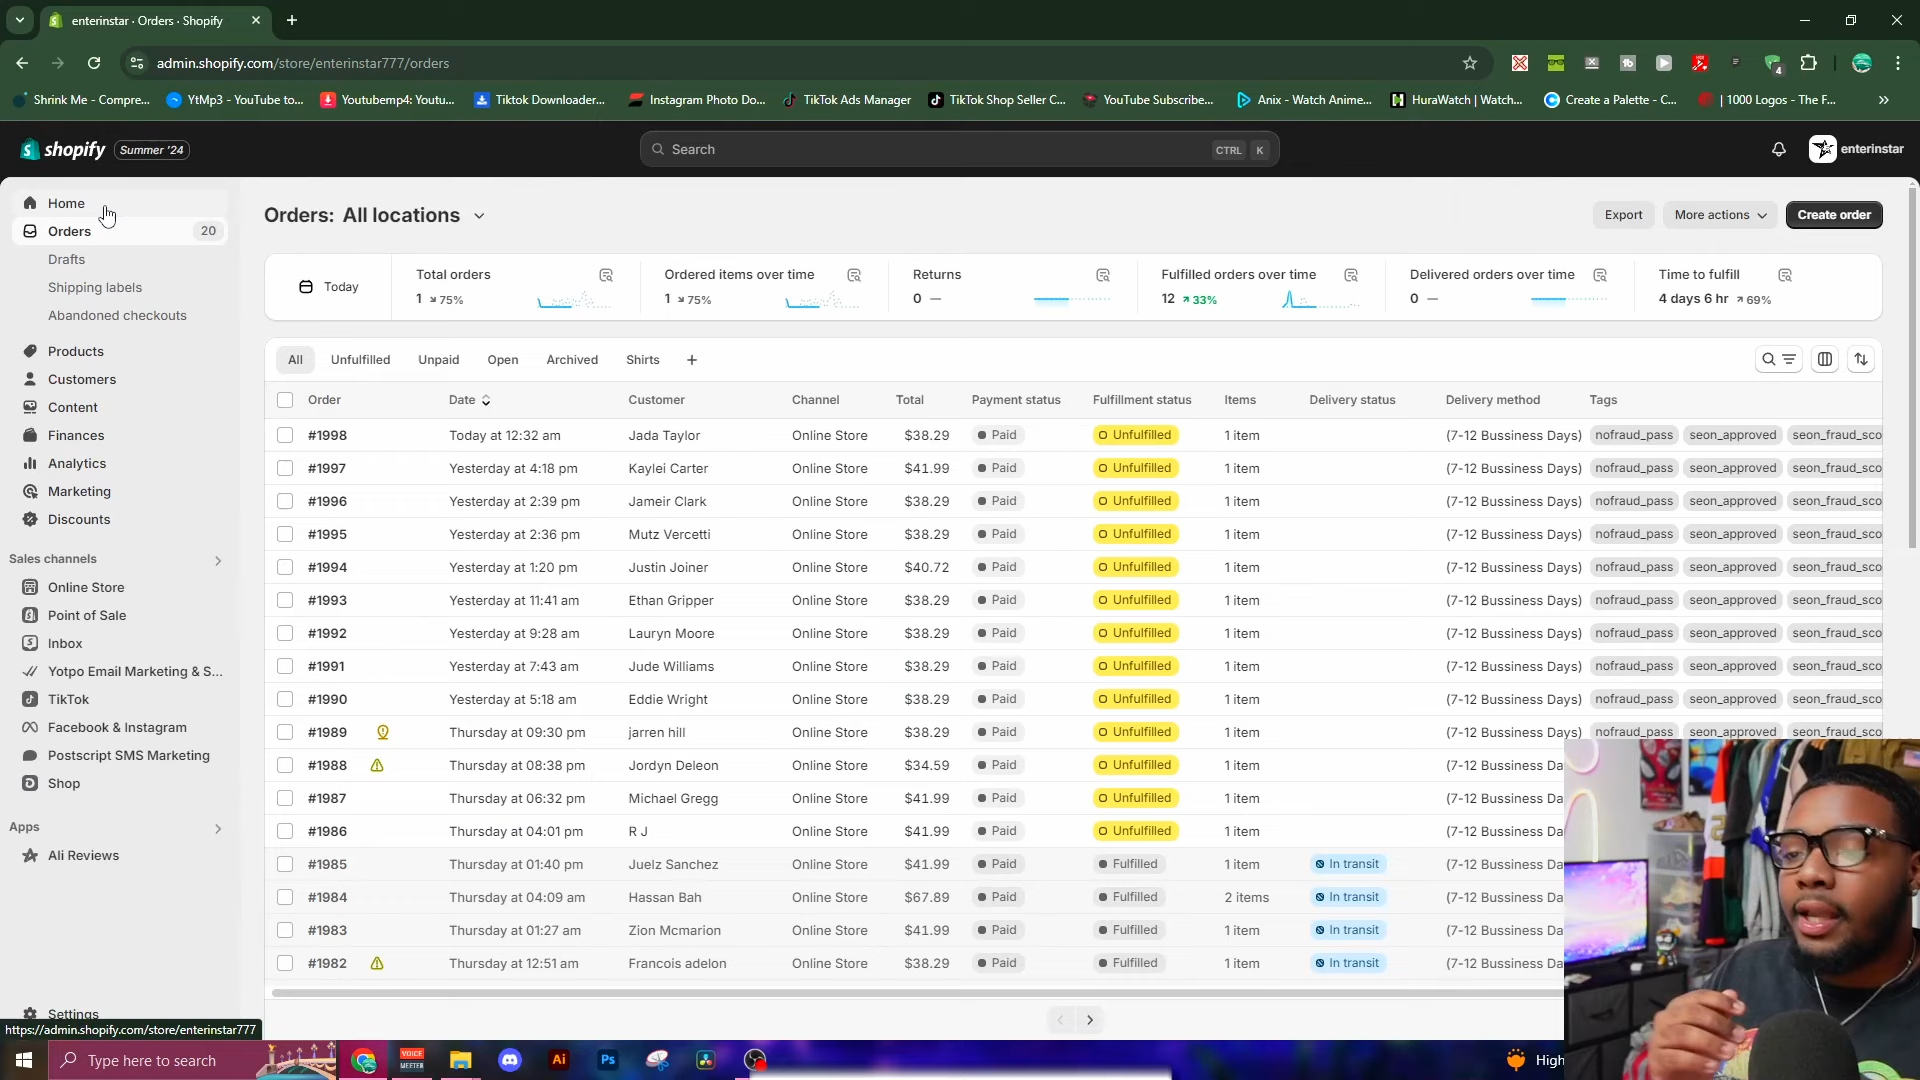 enterinstar · Orders · Shopify
admin.shopify.com/store/enterinstar777/orders
Shrink Me - Compre... YtMp3 - YouTube to... Youtubemp4: Youtu... Tiktok Downloader... Instagram Photo Do... TikTok Ads Manager TikTok Shop Seller C... YouTube Subscribe... Anix - Watch Anime... HuraWatch | Watch... Create a Palette - C... | 1000 Logos - The F...
shopify Summer '24 Search CTRL K enterinstar
Home
Orders 20
Drafts
Shipping labels
Abandoned checkouts
Products
Customers
Content
Finances
Analytics
Marketing
Discounts
Sales channels
Online Store
Point of Sale
Inbox
Yotpo Email Marketing & S...
TikTok
Facebook & Instagram
Postscript SMS Marketing
Shop
Apps
Ali Reviews
Settings
https://admin.shopify.com/store/enterinstar777
Orders: All locations Export More actions Create order
Today Total orders Ordered items over time Returns Fulfilled orders over time Delivered orders over time Time to fulfill
1 75% 1 75% 0 — 12 33% 0 — 4 days 6 hr 69%
All Unfulfilled Unpaid Open Archived Shirts +
Order Date Customer Channel Total Payment status Fulfillment status Items Delivery status Delivery method Tags
#1998 Today at 12:32 am Jada Taylor Online Store $38.29 Paid Unfulfilled 1 item (7-12 Bussiness Days) nofraud_pass seon_approved seon_fraud_sco
#1997 Yesterday at 4:18 pm Kaylei Carter Online Store $41.99 Paid Unfulfilled 1 item (7-12 Bussiness Days) nofraud_pass seon_approved seon_fraud_sco
#1996 Yesterday at 2:39 pm Jameir Clark Online Store $38.29 Paid Unfulfilled 1 item (7-12 Bussiness Days) nofraud_pass seon_approved seon_fraud_sco
#1995 Yesterday at 2:36 pm Mutz Vercetti Online Store $38.29 Paid Unfulfilled 1 item (7-12 Bussiness Days) nofraud_pass seon_approved seon_fraud_sco
#1994 Yesterday at 1:20 pm Justin Joiner Online Store $40.72 Paid Unfulfilled 1 item (7-12 Bussiness Days) nofraud_pass seon_approved seon_fraud_sco
#1993 Yesterday at 11:41 am Ethan Gripper Online Store $38.29 Paid Unfulfilled 1 item (7-12 Bussiness Days) nofraud_pass seon_approved seon_fraud_sco
#1992 Yesterday at 9:28 am Lauryn Moore Online Store $38.29 Paid Unfulfilled 1 item (7-12 Bussiness Days) nofraud_pass seon_approved seon_fraud_sco
#1991 Yesterday at 7:43 am Jude Williams Online Store $38.29 Paid Unfulfilled 1 item (7-12 Bussiness Days) nofraud_pass seon_approved seon_fraud_sco
#1990 Yesterday at 5:18 am Eddie Wright Online Store $38.29 Paid Unfulfilled 1 item (7-12 Bussiness Days) nofraud_pass seon_approved seon_fraud_sco
#1989 Thursday at 09:30 pm jarren hill Online Store $38.29 Paid Unfulfilled 1 item (7-12 Bussiness Days) nofraud_pass seon_approved seon_fraud_sco
#1988 Thursday at 08:38 pm Jordyn Deleon Online Store $34.59 Paid Unfulfilled 1 item (7-12 Bussiness Da
#1987 Thursday at 06:32 pm Michael Gregg Online Store $41.99 Paid Unfulfilled 1 item (7-12 Bussiness Da
#1986 Thursday at 04:01 pm R J Online Store $41.99 Paid Unfulfilled 1 item (7-12 Bussiness Da
#1985 Thursday at 01:40 pm Juelz Sanchez Online Store $41.99 Paid Fulfilled 1 item In transit (7-12 Bussiness Da
#1984 Thursday at 04:09 am Hassan Bah Online Store $67.89 Paid Fulfilled 2 items In transit (7-12 Bussiness Da
#1983 Thursday at 01:27 am Zion Mcmarion Online Store $41.99 Paid Fulfilled 1 item In transit (7-12 Bussiness Da
#1982 Thursday at 12:51 am Francois adelon Online Store $38.29 Paid Fulfilled 1 item In transit (7-12 Bussiness Da
Type here to search VOICE MEETER Ai Ps High